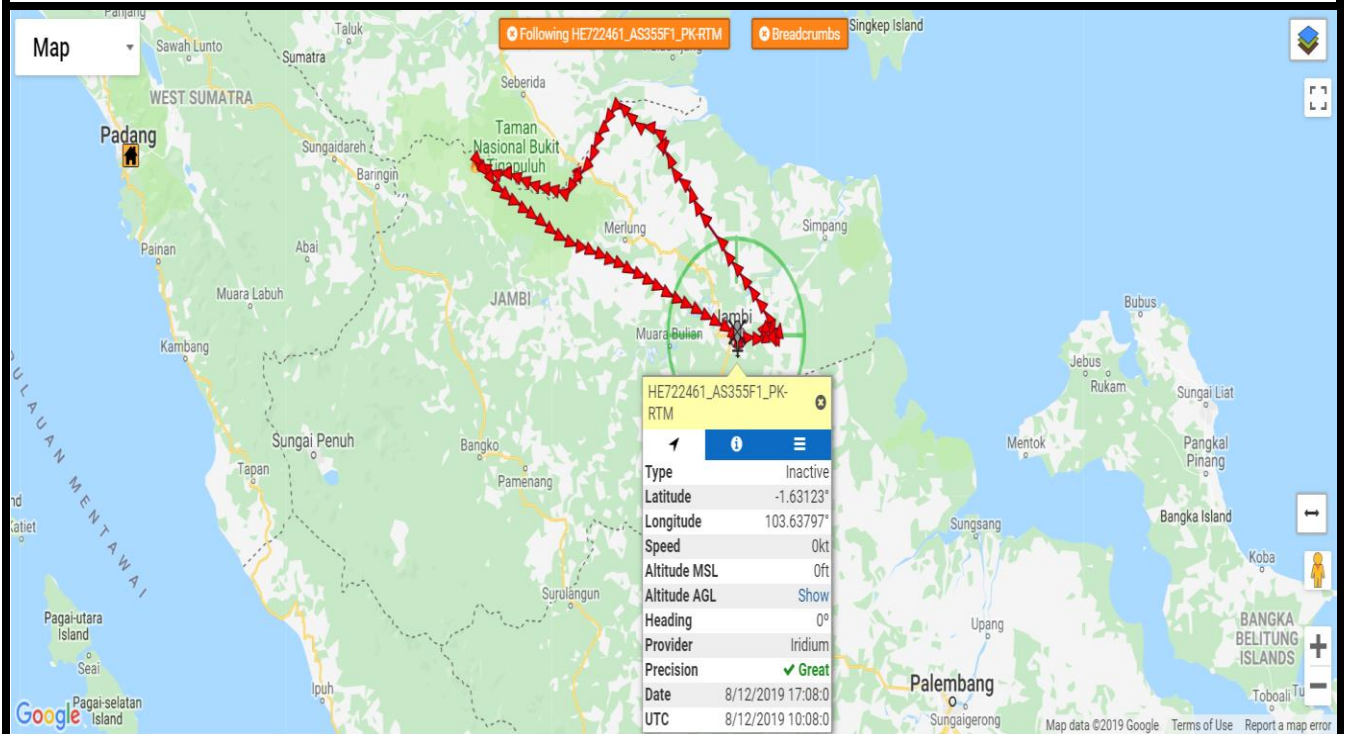 Map
Following HE722461_AS355F1_PK-RTM
Breadcrumbs
Singkep Island
Taluk
Sawah Lunto
Sumatra
Seberida
WEST SUMATRA
Padang
Taman
Nasional Bukit
Tigapuluh
Sungaidareh
Baringin
Merlung
Simpang
Painan
Abai
Muara Labuh
JAMBI
Jambi
Muara Bulian
Bubus
Kambang
Jebus
Rukam
Sungai Liat
PULAUAN MENTAWAI
HE722461_AS355F1_PK-
RTM
Sungai Penuh
Bangko
Mentok
Pangkal
Pinang
Tapan
Pamenang
Type Inactive
Latitude -1.63123°
Longitude 103.63797°
Speed 0kt
Altitude MSL 0ft
Altitude AGL Show
Heading 0°
Provider Iridium
Precision Great
Date 8/12/2019 17:08:0
UTC 8/12/2019 10:08:0
Katiet
Sungsang
Bangka Island
Koba
Surulangun
Pagai-utara
Island
Seai
Upang
BANGKA
BELITUNG
ISLANDS
Ipuh
Palembang
Pagai-selatan
Island
Toboali
Sungaigerong
Google
Map data ©2019 Google Terms of Use Report a map error